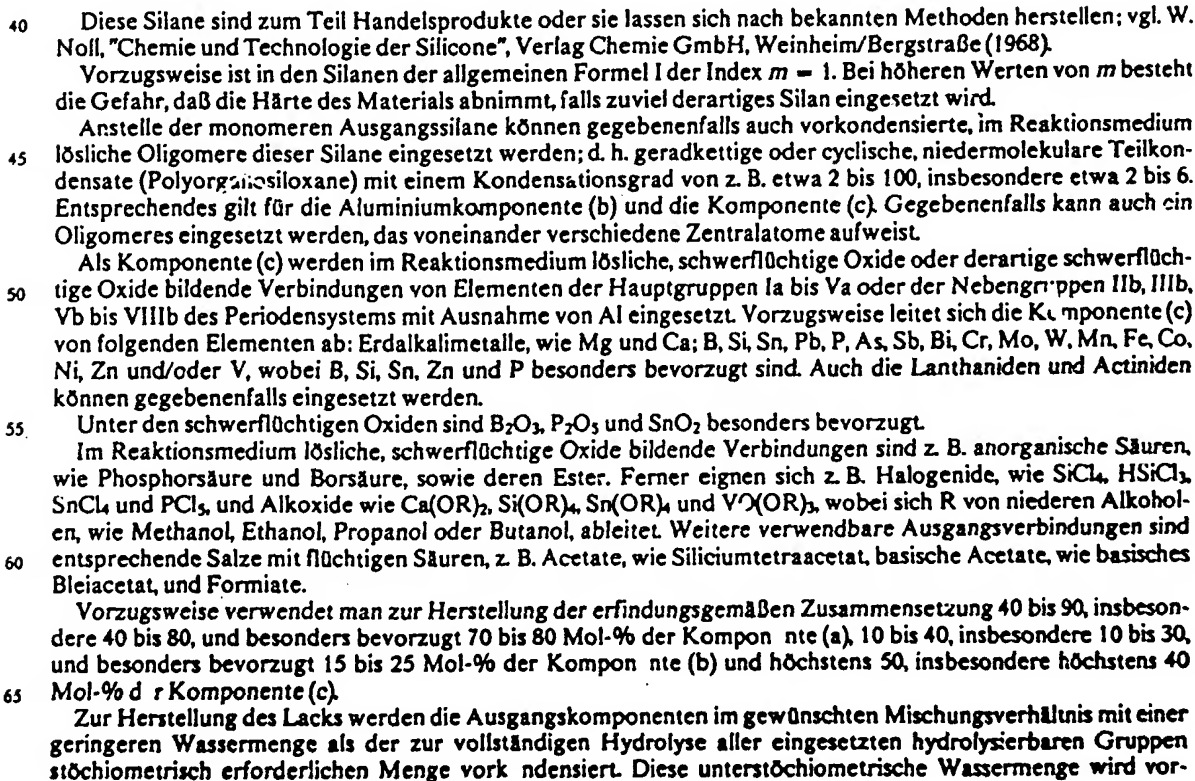 40 Diese Silane sind zum Teil Handelsprodukte oder sie lassen sich nach bekannten Methoden herstellen; vgl. W.
Noll, "Chemie und Technologie der Silicone", Verlag Chemie GmbH, Weinheim/Bergstraße (1968).
Vorzugsweise ist in den Silanen der allgemeinen Formel I der Index m = 1. Bei höheren Werten von m besteht
die Gefahr, daß die Härte des Materials abnimmt, falls zuviel derartiges Silan eingesetzt wird.
Anstelle der monomeren Ausgangssilane können gegebenenfalls auch vorkondensierte, im Reaktionsmedium
45 lösliche Oligomere dieser Silane eingesetzt werden; d. h. geradkettige oder cyclische, niedermolekulare Teilkon-
densate (Polyorganosiloxane) mit einem Kondensationsgrad von z. B. etwa 2 bis 100, insbesondere etwa 2 bis 6.
Entsprechendes gilt für die Aluminiumkomponente (b) und die Komponente (c). Gegebenenfalls kann auch ein
Oligomeres eingesetzt werden, das voneinander verschiedene Zentralatome aufweist.
Als Komponente (c) werden im Reaktionsmedium lösliche, schwerflüchtige Oxide oder derartige schwerflüch-
50 tige Oxide bildende Verbindungen von Elementen der Hauptgruppen Ia bis Va oder der Nebengruppen IIb, IIIb,
Vb bis VIIIb des Periodensystems mit Ausnahme von Al eingesetzt. Vorzugsweise leitet sich die Komponente (c)
von folgenden Elementen ab: Erdalkalimetalle, wie Mg und Ca; B, Si, Sn, Pb, P, As, Sb, Bi, Cr, Mo, W, Mn, Fe, Co,
Ni, Zn und/oder V, wobei B, Si, Sn, Zn und P besonders bevorzugt sind. Auch die Lanthaniden und Actiniden
können gegebenenfalls eingesetzt werden.
55 Unter den schwerflüchtigen Oxiden sind B₂O₃, P₂O₅ und SnO₂ besonders bevorzugt.
Im Reaktionsmedium lösliche, schwerflüchtige Oxide bildende Verbindungen sind z. B. anorganische Säuren,
wie Phosphorsäure und Borsäure, sowie deren Ester. Ferner eignen sich z. B. Halogenide, wie SiCl₄, HSiCl₃,
SnCl₄ und PCl₅, und Alkoxide wie Ca(OR)₂, Si(OR)₄, Sn(OR)₄ und VO(OR)₃, wobei sich R von niederen Alkohol-
en, wie Methanol, Ethanol, Propanol oder Butanol, ableitet. Weitere verwendbare Ausgangsverbindungen sind
60 entsprechende Salze mit flüchtigen Säuren, z. B. Acetate, wie Siliciumtetraacetat, basische Acetate, wie basisches
Bleiacetat, und Formiate.
Vorzugsweise verwendet man zur Herstellung der erfindungsgemäßen Zusammensetzung 40 bis 90, insbeson-
dere 40 bis 80, und besonders bevorzugt 70 bis 80 Mol-% der Kompon nte (a), 10 bis 40, insbesondere 10 bis 30,
und besonders bevorzugt 15 bis 25 Mol-% der Kompon nte (b) und höchstens 50, insbesondere höchstens 40
65 Mol-% d r Komponente (c).
Zur Herstellung des Lacks werden die Ausgangskomponenten im gewünschten Mischungsverhältnis mit einer
geringeren Wassermenge als der zur vollständigen Hydrolyse aller eingesetzten hydrolysierbaren Gruppen
stöchiometrisch erforderlichen Menge vork ndensiert. Diese unterstöchiometrische Wassermenge wird vor-